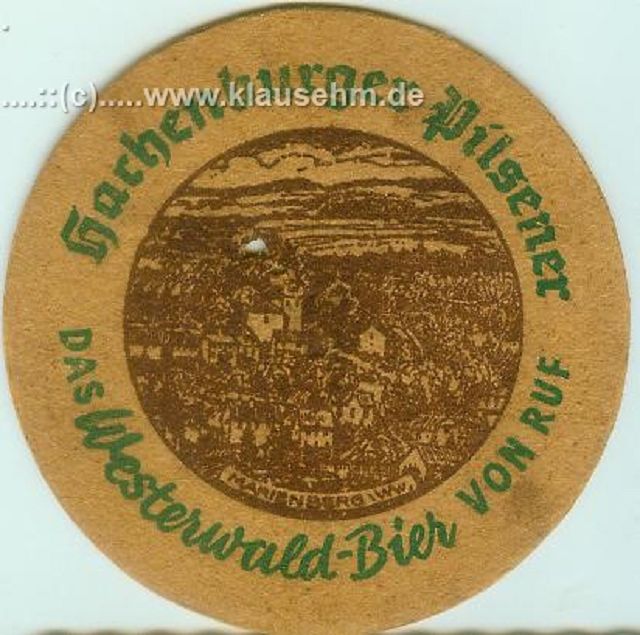 ....::(c).....www.klausehm.de
Hachenburger Pilsener
MARIENBERG WW.
DAS Westerwald-Bier VON RUF